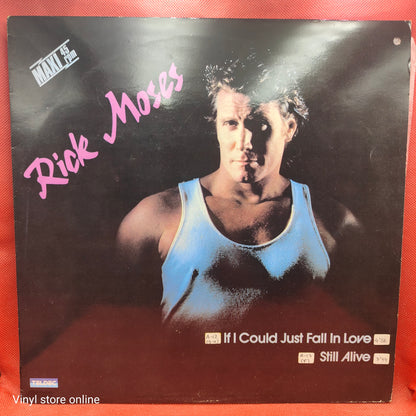 MAXI 45 rpm
Rick Moses
If I Could Just Fall In Love
Still Alive
TELDEC
Vinyl store online